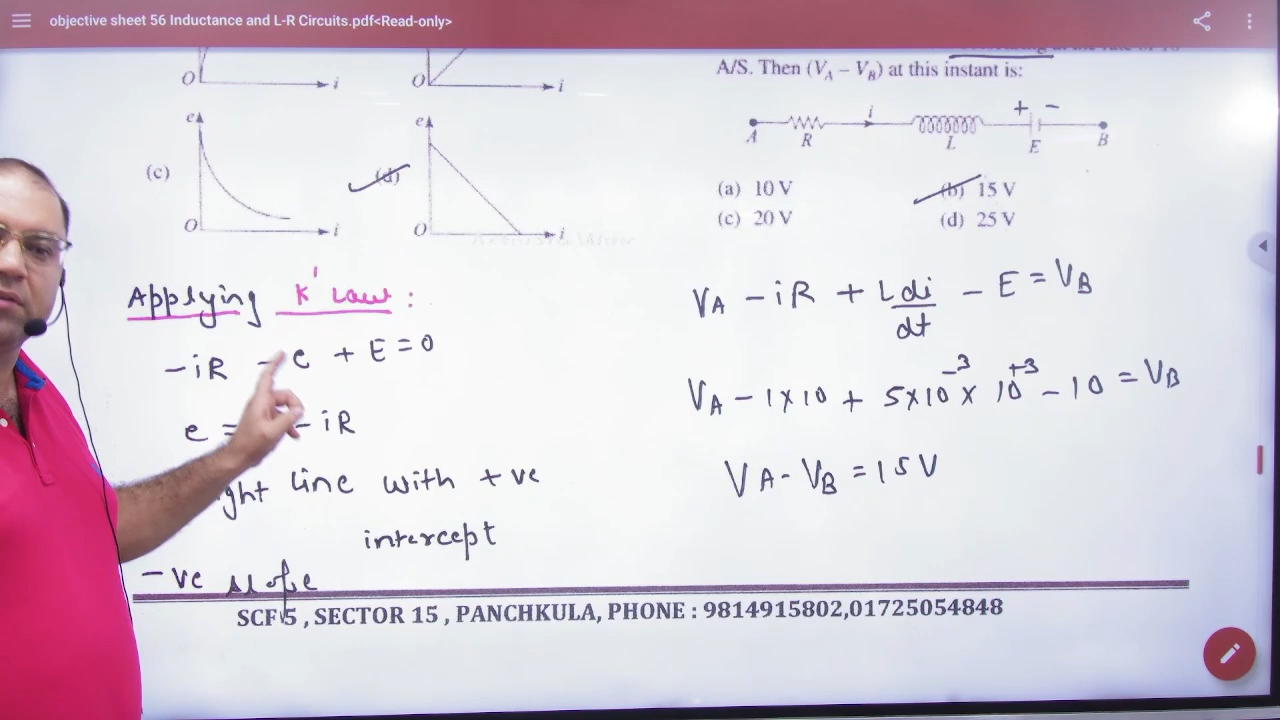 objective sheet 56 Inductance and L-R Circuits.pdf<Read-only>
O i
O i
e
(c)
O i
e
(d)
O i
A/S. Then (V_A – V_B) at this instant is:
i + −
A R L E B
(a) 10 V (b) 15 V
(c) 20 V (d) 25 V
Applying K' Law :
-iR - e + E = 0
e = - iR
line with +ve
intercept
-ve slope
V_A - iR + L di/dt - E = V_B
V_A - 1×10 + 5×10^-3 × 10^+3 - 10 = V_B
V_A - V_B = 15 V
SCF 5 , SECTOR 15 , PANCHKULA, PHONE : 9814915802,01725054848